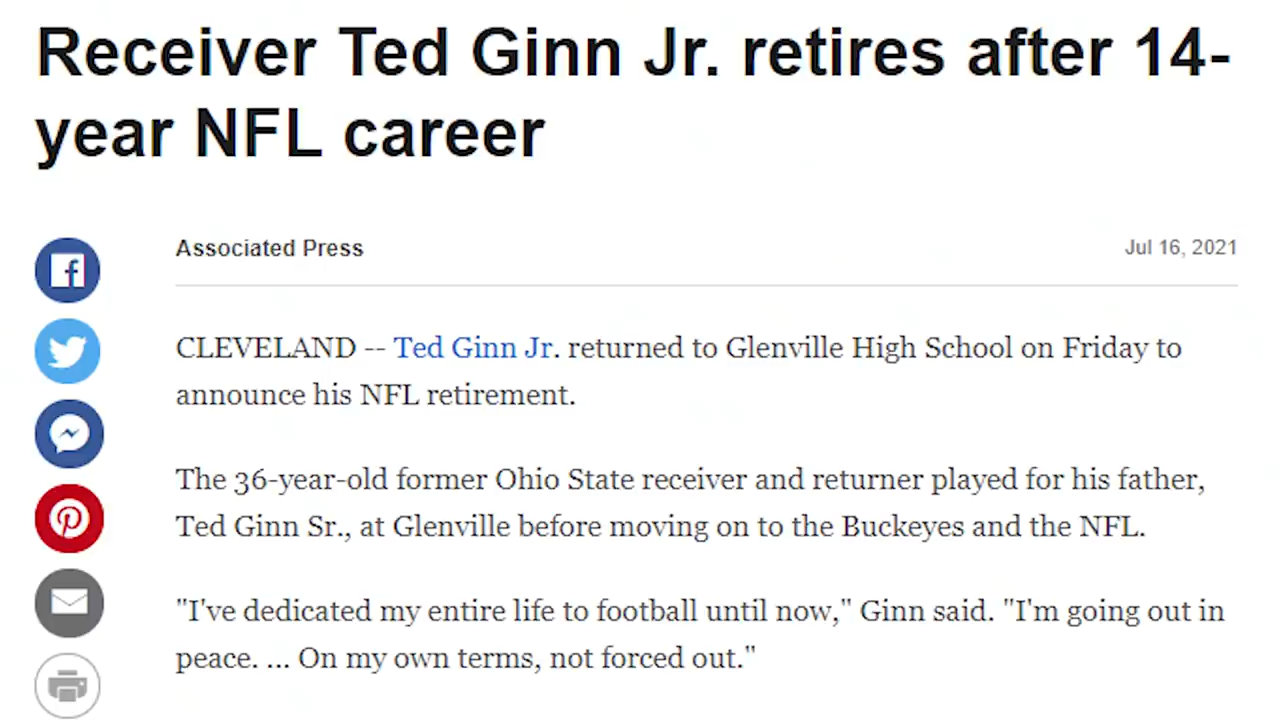 Receiver Ted Ginn Jr. retires after 14-
year NFL career
Associated Press
Jul 16, 2021
CLEVELAND -- Ted Ginn Jr. returned to Glenville High School on Friday to
announce his NFL retirement.
The 36-year-old former Ohio State receiver and returner played for his father,
Ted Ginn Sr., at Glenville before moving on to the Buckeyes and the NFL.
"I've dedicated my entire life to football until now," Ginn said. "I'm going out in
peace. ... On my own terms, not forced out."